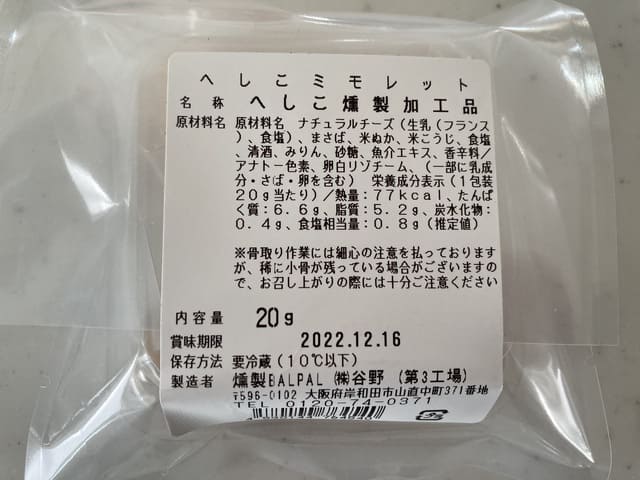 へしこミモレット
名称 へしこ燻製加工品
原材料名 原材料名 ナチュラルチーズ(生乳(フランス
)、食塩)、まさば、米ぬか、米こうじ、食塩
、清酒、みりん、砂糖、魚介エキス、香辛料/
アナトー色素、卵白リゾチーム、(一部に乳成
分・さば・卵を含む) 栄養成分表示(1包装
20g当たり)/熱量:77kcal、たんぱ
く質:6.6g、脂質:5.2g、炭水化物:
0.4g、食塩相当量:0.8g(推定値)
※骨取り作業には細心の注意を払っております
が、稀に小骨が残っている場合がございますの
で、お召し上がりの際には十分ご注意ください
内容量 20g
賞味期限 2022.12.16
保存方法 要冷蔵(10℃以下)
製造者 燻製BALPAL ㈱谷野 (第3工場)
〒596-0102 大阪府岸和田市山直中町371番地
TEL 0120-74-0371